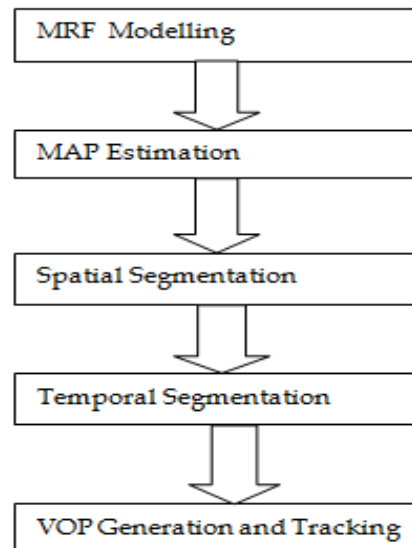 MRF Modelling
MAP Estimation
Spatial Segmentation
Temporal Segmentation
VOP Generation and Tracking